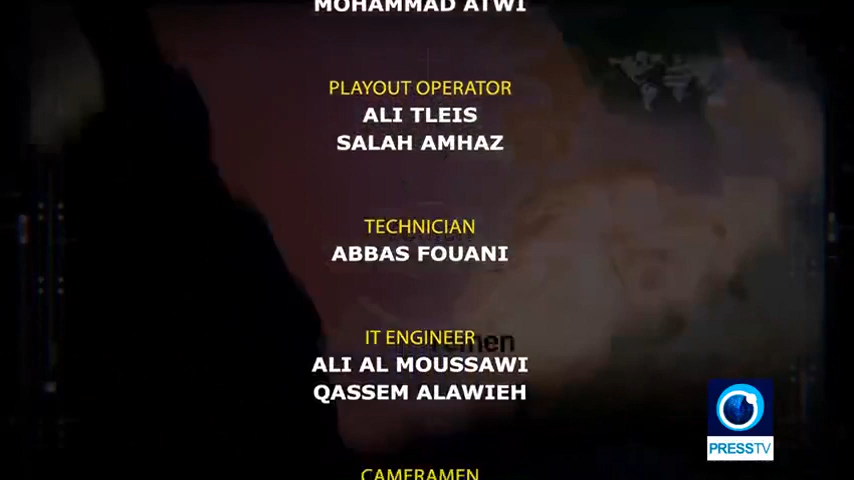 MOHAMMAD ATWI
PLAYOUT OPERATOR
ALI TLEIS
SALAH AMHAZ
TECHNICIAN
ABBAS FOUANI
IT ENGINEER
ALI AL MOUSSAWI
QASSEM ALAWIEH
CAMERAMEN
PRESSTV